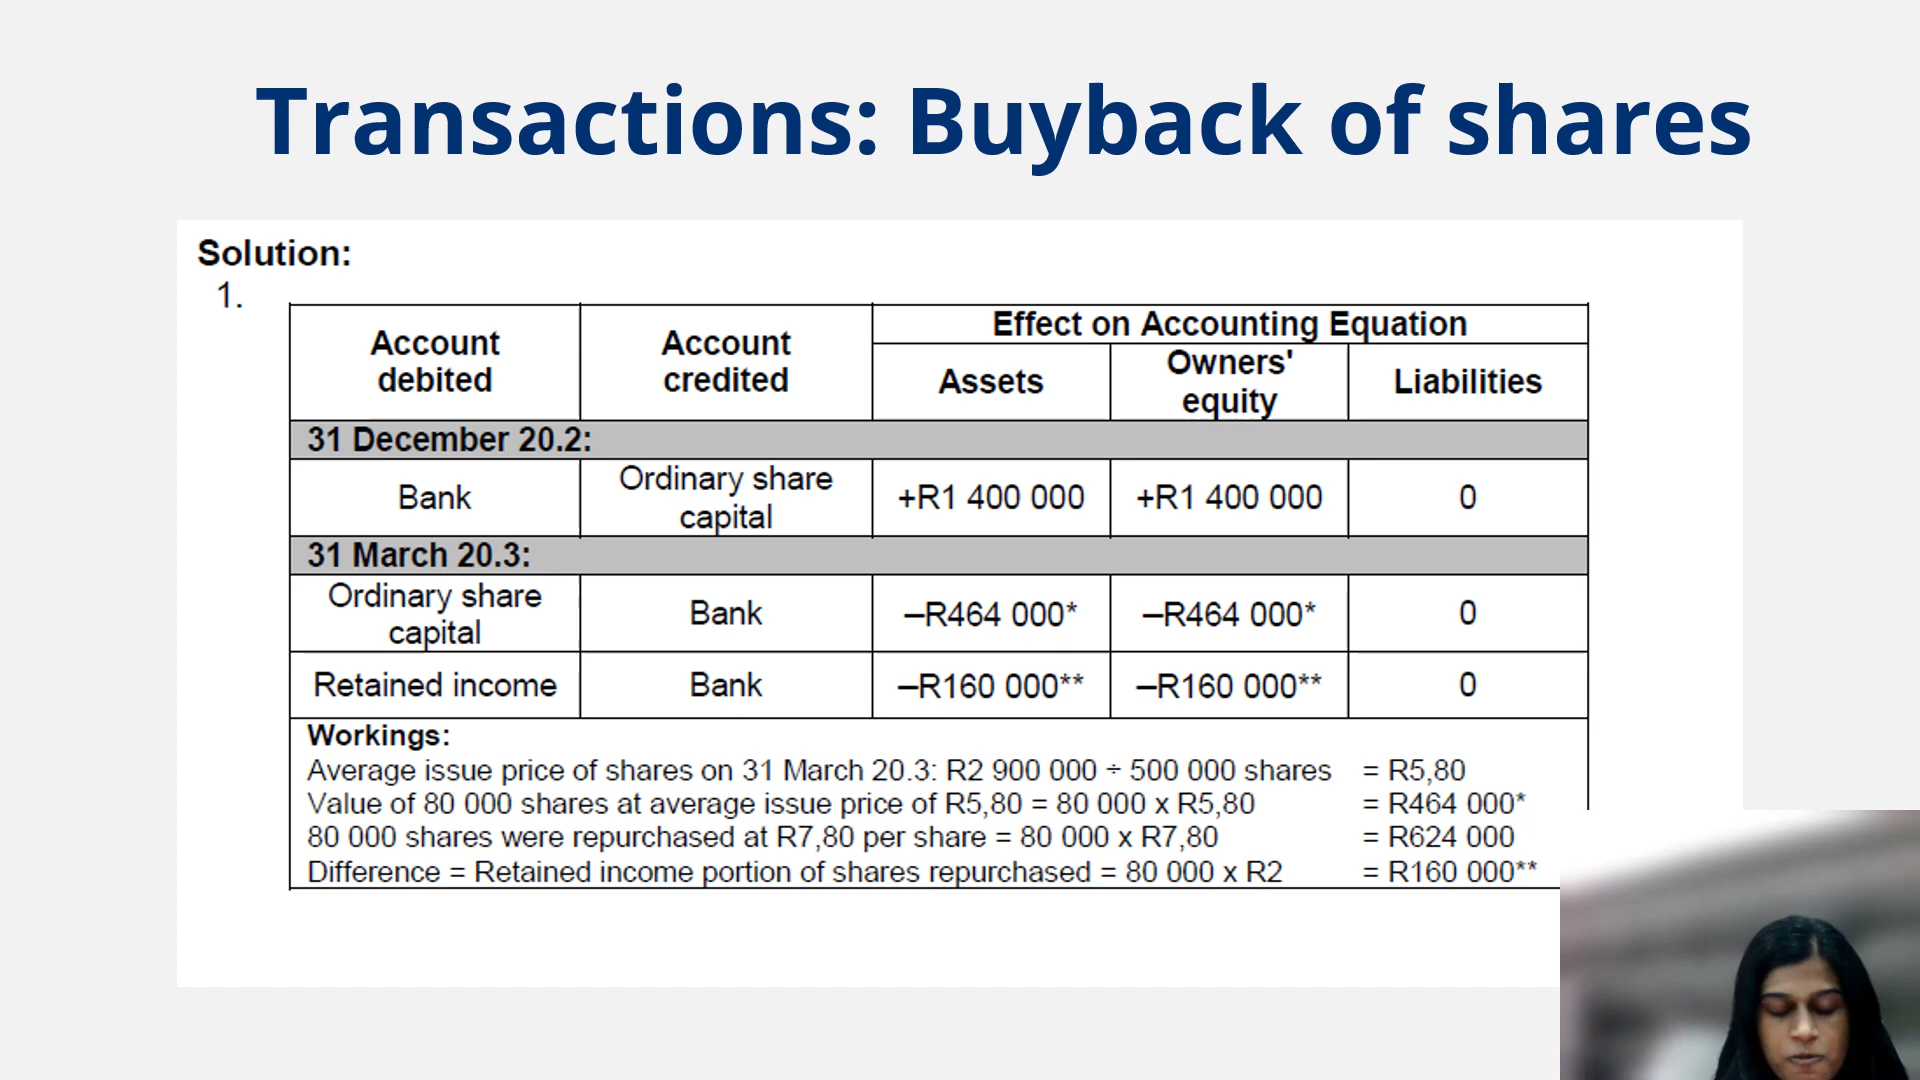 Transactions: Buyback of shares
Solution:
1.
Account debited
Account credited
Effect on Accounting Equation
Assets
Owners' equity
Liabilities
31 December 20.2:
Bank
Ordinary share capital
+R1 400 000
+R1 400 000
0
31 March 20.3:
Ordinary share capital
Bank
–R464 000*
–R464 000*
0
Retained income
Bank
–R160 000**
–R160 000**
0
Workings:
Average issue price of shares on 31 March 20.3: R2 900 000 ÷ 500 000 shares = R5,80
Value of 80 000 shares at average issue price of R5,80 = 80 000 x R5,80 = R464 000*
80 000 shares were repurchased at R7,80 per share = 80 000 x R7,80 = R624 000
Difference = Retained income portion of shares repurchased = 80 000 x R2 = R160 000**